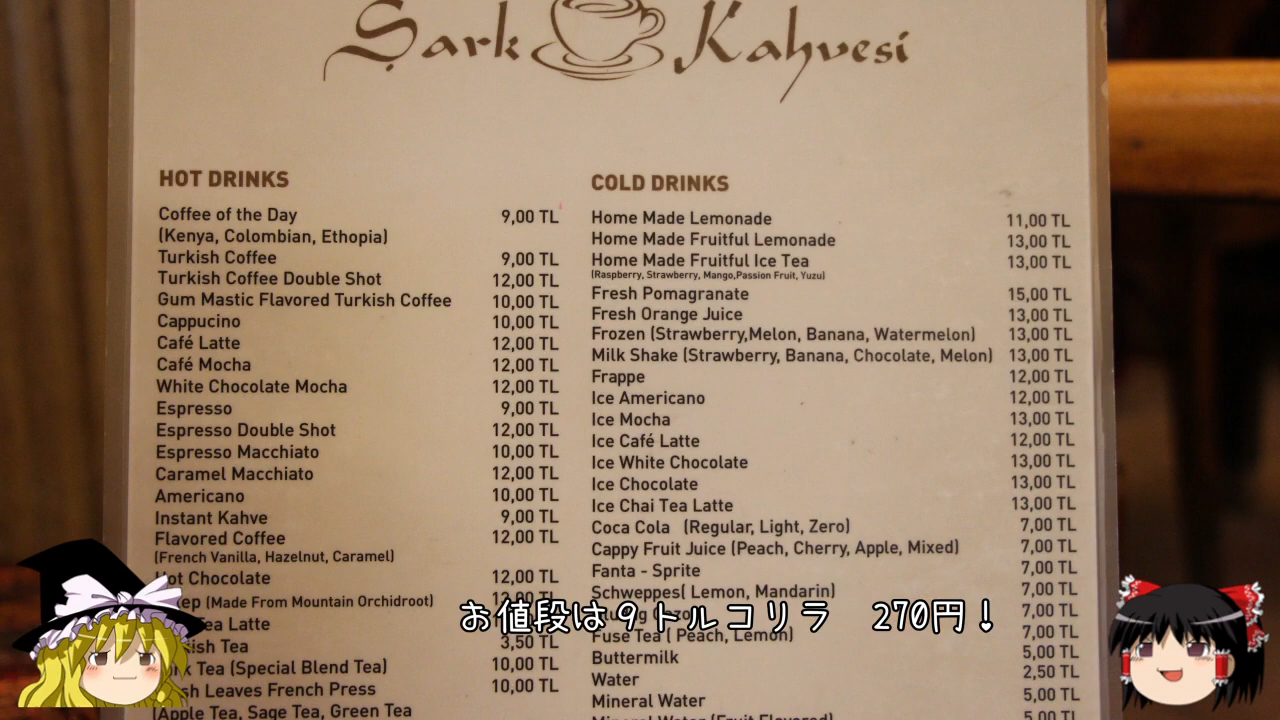 Şark Kahvesi
HOT DRINKS
Coffee of the Day 9,00 TL
(Kenya, Colombian, Ethopia)
Turkish Coffee 9,00 TL
Turkish Coffee Double Shot 12,00 TL
Gum Mastic Flavored Turkish Coffee 10,00 TL
Cappucino 10,00 TL
Café Latte 12,00 TL
Café Mocha 12,00 TL
White Chocolate Mocha 12,00 TL
Espresso 9,00 TL
Espresso Double Shot 12,00 TL
Espresso Macchiato 10,00 TL
Caramel Macchiato 12,00 TL
Americano 10,00 TL
Instant Kahve 9,00 TL
Flavored Coffee 12,00 TL
(French Vanilla, Hazelnut, Caramel)
Hot Chocolate 12,00 TL
(Made From Mountain Orchidroot)
Tea Latte
Tea 3,50 TL
Tea (Special Blend Tea) 10,00 TL
Leaves French Press 10,00 TL
(Apple Tea, Sage Tea, Green Tea
COLD DRINKS
Home Made Lemonade 11,00 TL
Home Made Fruitful Lemonade 13,00 TL
Home Made Fruitful Ice Tea 13,00 TL
(Raspberry, Strawberry, Mango,Passion Fruit, Yuzu)
Fresh Pomagranate 15,00 TL
Fresh Orange Juice 13,00 TL
Frozen (Strawberry,Melon, Banana, Watermelon) 13,00 TL
Milk Shake (Strawberry, Banana, Chocolate, Melon) 13,00 TL
Frappe 12,00 TL
Ice Americano 12,00 TL
Ice Mocha 13,00 TL
Ice Café Latte 12,00 TL
Ice White Chocolate 13,00 TL
Ice Chocolate 13,00 TL
Ice Chai Tea Latte 13,00 TL
Coca Cola (Regular, Light, Zero) 7,00 TL
Cappy Fruit Juice (Peach, Cherry, Apple, Mixed) 7,00 TL
Fanta - Sprite 7,00 TL
Schweppes( Lemon, Mandarin) 7,00 TL
7,00 TL
Fuse Tea ( Peach, Lemon) 7,00 TL
Buttermilk 5,00 TL
Water 2,50 TL
Mineral Water 5,00 TL
Mineral Water (Fruit Flavored) 5,00 TL
お値段は9トルコリラ 270円!